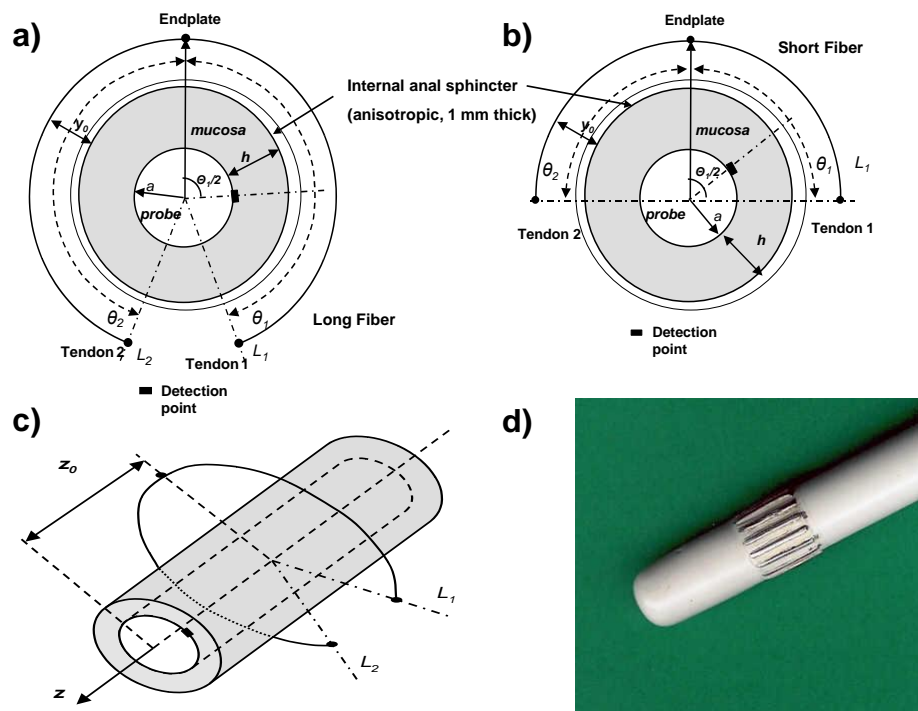 a)
Endplate
y₀
mucosa
h
Θ₁/2
a
probe
θ₂
θ₁
Long Fiber
Tendon 2
L₂
Tendon 1
L₁
Detection
point
Internal anal sphincter
(anisotropic, 1 mm thick)
b)
Endplate
Short Fiber
y₀
mucosa
θ₂
Θ₁/2
θ₁
L₁
probe
a
Tendon 2
Tendon 1
h
Detection
point
c)
z₀
L₁
L₂
z
d)